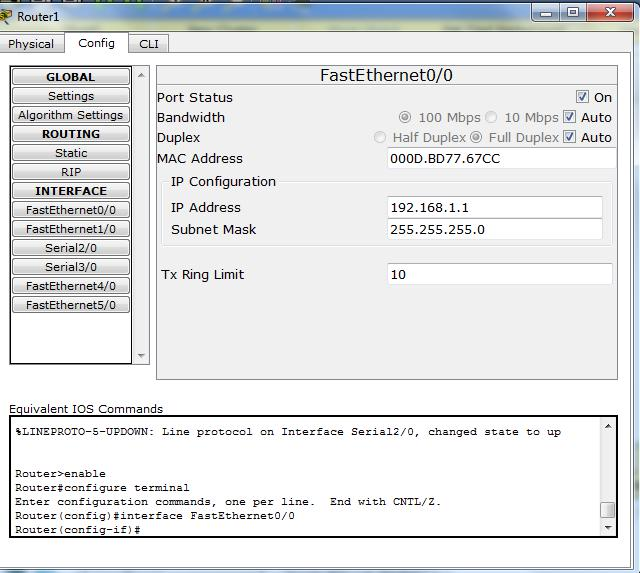 Router1
Physical Config CLI
GLOBAL
Settings
Algorithm Settings
ROUTING
Static
RIP
INTERFACE
FastEthernet0/0
FastEthernet1/0
Serial2/0
Serial3/0
FastEthernet4/0
FastEthernet5/0
FastEthernet0/0
Port Status On
Bandwidth 100 Mbps 10 Mbps Auto
Duplex Half Duplex Full Duplex Auto
MAC Address 000D.BD77.67CC
IP Configuration
IP Address 192.168.1.1
Subnet Mask 255.255.255.0
Tx Ring Limit 10
Equivalent IOS Commands
%LINEPROTO-5-UPDOWN: Line protocol on Interface Serial2/0, changed state to up
Router>enable
Router#configure terminal
Enter configuration commands, one per line.  End with CNTL/Z.
Router(config)#interface FastEthernet0/0
Router(config-if)#